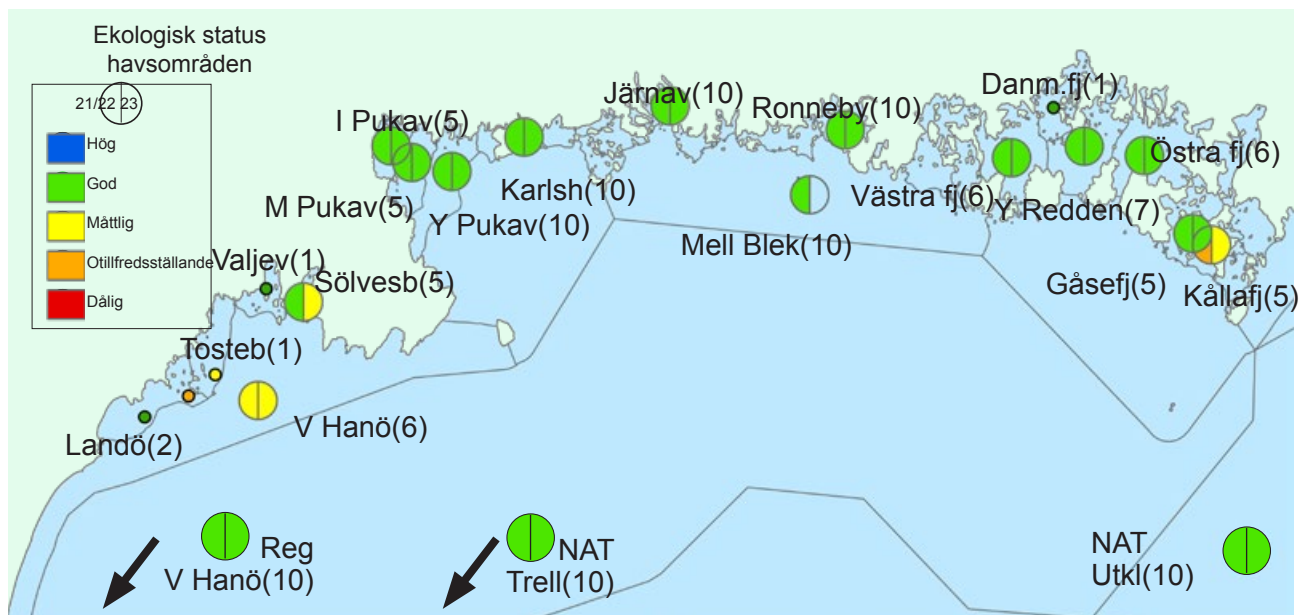 Ekologisk status
havsområden
21/22 23
Hög
God
Måttlig
Otillfredsställande
Dålig
Järnav(10)
Danm.fj(1)
Ronneby(10)
I Pukav(5)
Östra fj(6)
Karlsh(10)
Västra fj(6)
M Pukav(5)
Y Pukav(10)
Y Redden(7)
Mell Blek(10)
Valjev(1)
Sölvesb(5)
Gåsefj(5)
Kållafj(5)
Tosteb(1)
V Hanö(6)
Landö(2)
Reg
V Hanö(10)
NAT
Trell(10)
NAT
Utkl(10)